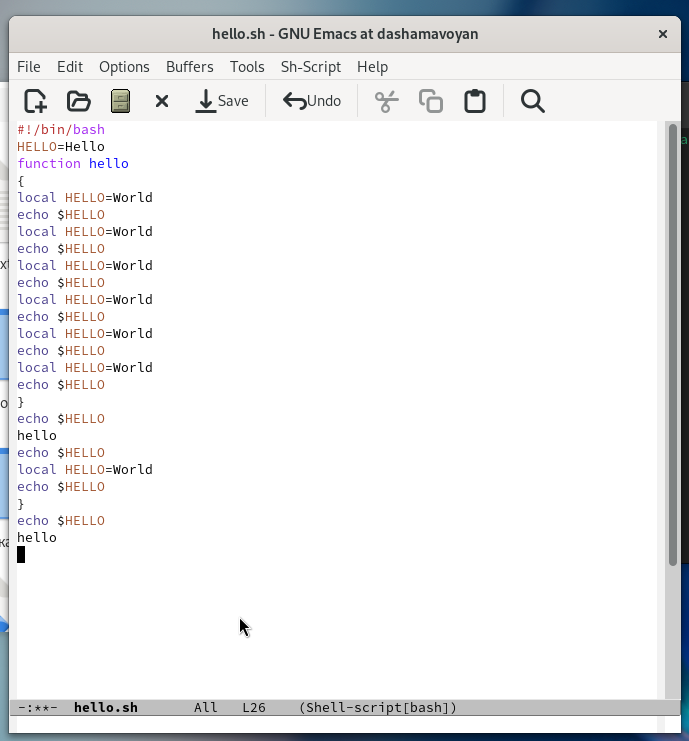 hello.sh - GNU Emacs at dashamavoyan
File Edit Options Buffers Tools Sh-Script Help
Save Undo
#!/bin/bash
HELLO=Hello
function hello
{
local HELLO=World
echo $HELLO
local HELLO=World
echo $HELLO
local HELLO=World
echo $HELLO
local HELLO=World
echo $HELLO
local HELLO=World
echo $HELLO
local HELLO=World
echo $HELLO
}
echo $HELLO
hello
echo $HELLO
local HELLO=World
echo $HELLO
}
echo $HELLO
hello
-:**- hello.sh All L26 (Shell-script[bash])